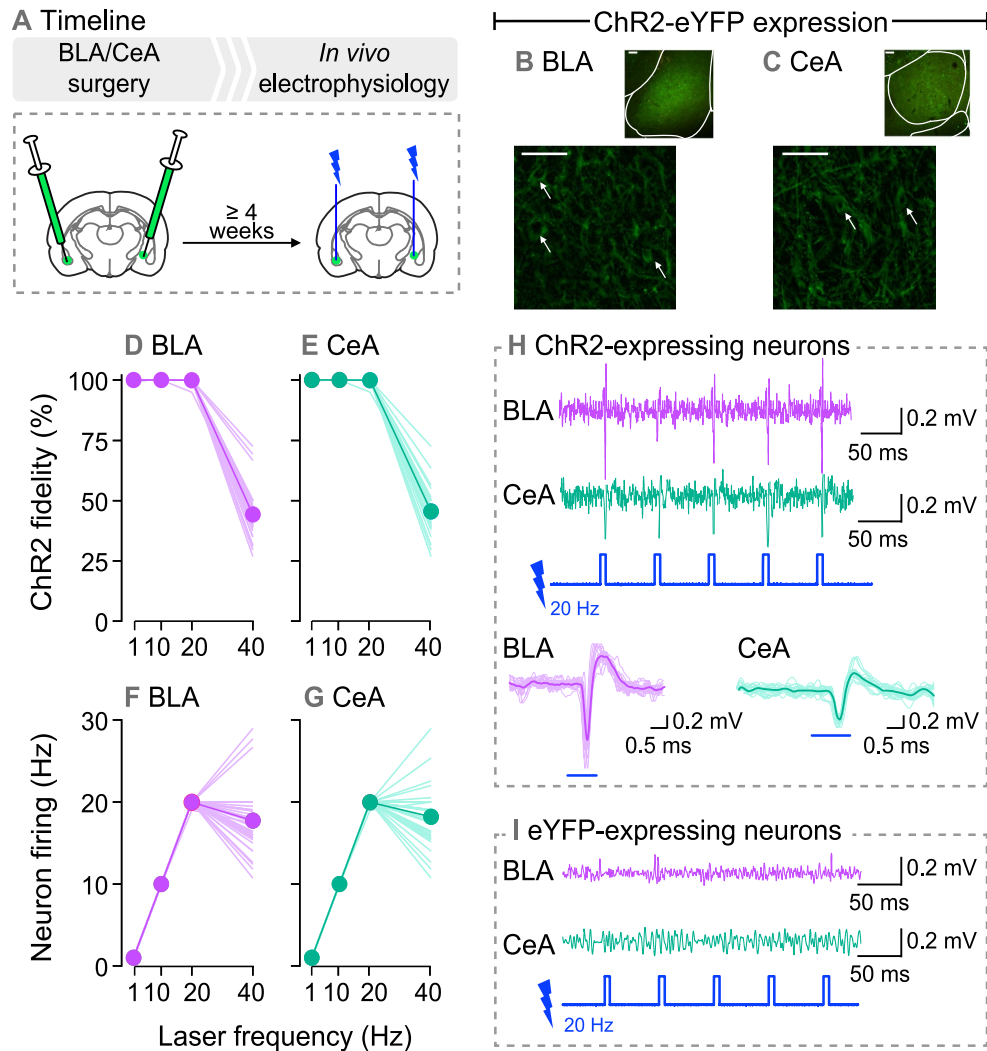 A Timeline
BLA/CeA
surgery
In vivo
electrophysiology
≥ 4
weeks
ChR2-eYFP expression
B BLA
C CeA
D BLA
E CeA
ChR2 fidelity (%)
100
75
50
25
0
1 10 20 40
1 10 20 40
F BLA
G CeA
Neuron firing (Hz)
30
20
10
0
1 10 20 40
1 10 20 40
Laser frequency (Hz)
H ChR2-expressing neurons
BLA
0.2 mV
50 ms
CeA
0.2 mV
50 ms
20 Hz
BLA
0.2 mV
0.5 ms
CeA
0.2 mV
0.5 ms
I eYFP-expressing neurons
BLA
0.2 mV
50 ms
CeA
0.2 mV
50 ms
20 Hz